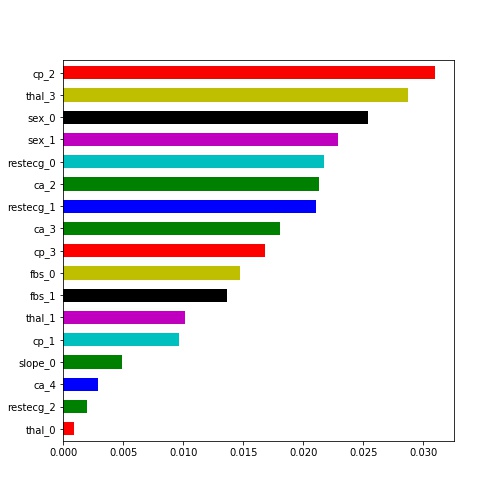 cp_2
thal_3
sex_0
sex_1
restecg_0
ca_2
restecg_1
ca_3
cp_3
fbs_0
fbs_1
thal_1
cp_1
slope_0
ca_4
restecg_2
thal_0
0.000 0.005 0.010 0.015 0.020 0.025 0.030